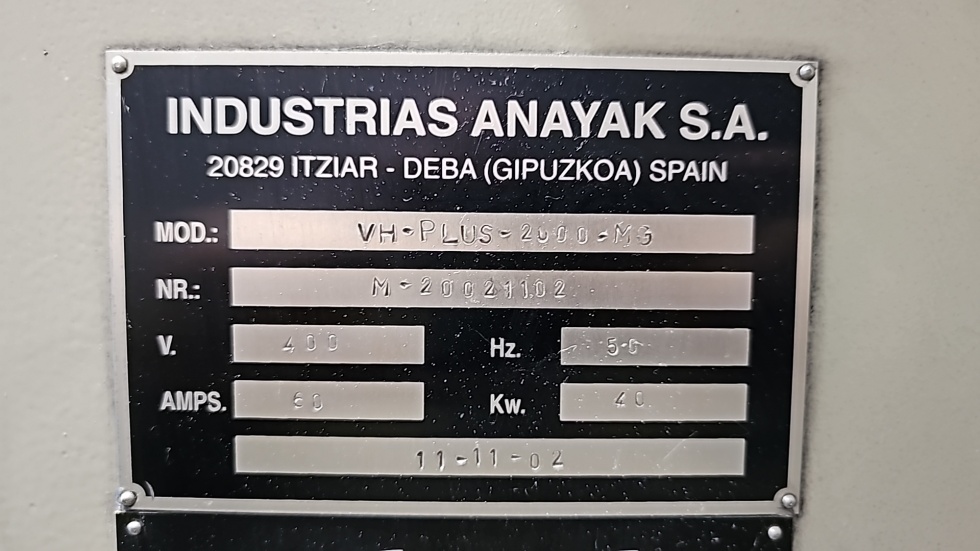 INDUSTRIAS ANAYAK S.A.
20829 ITZIAR - DEBA (GIPUZKOA) SPAIN
MOD.: VH-PLUS-2000-MG
NR.: M-20021102
V. 400 Hz. 50
AMPS. 60 Kw. 40
11-11-02